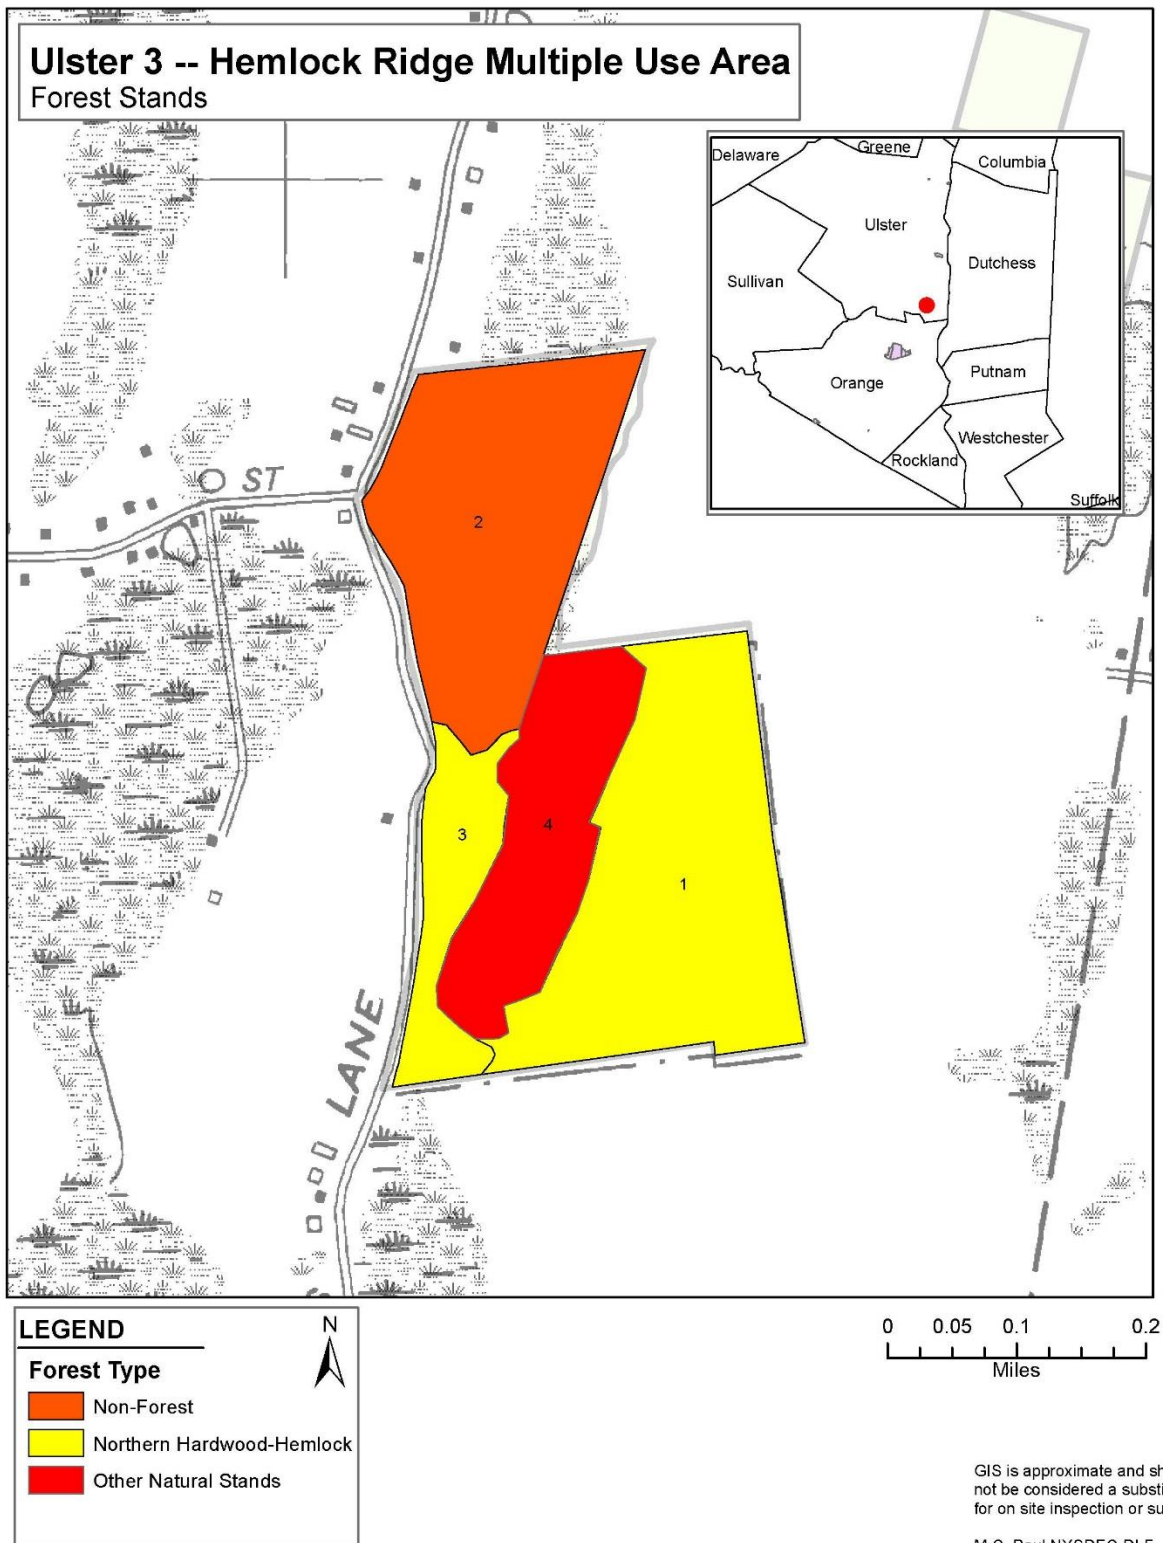 Ulster 3 -- Hemlock Ridge Multiple Use Area
Forest Stands
Delaware
Greene
Columbia
Ulster
Dutchess
Sullivan
Orange
Putnam
Westchester
Rockland
Suffolk
ST
2
3
4
1
LANE
LEGEND
N
Forest Type
Non-Forest
Northern Hardwood-Hemlock
Other Natural Stands
0 0.05 0.1 0.2
Miles
GIS is approximate and sh
not be considered a substi
for on site inspection or su